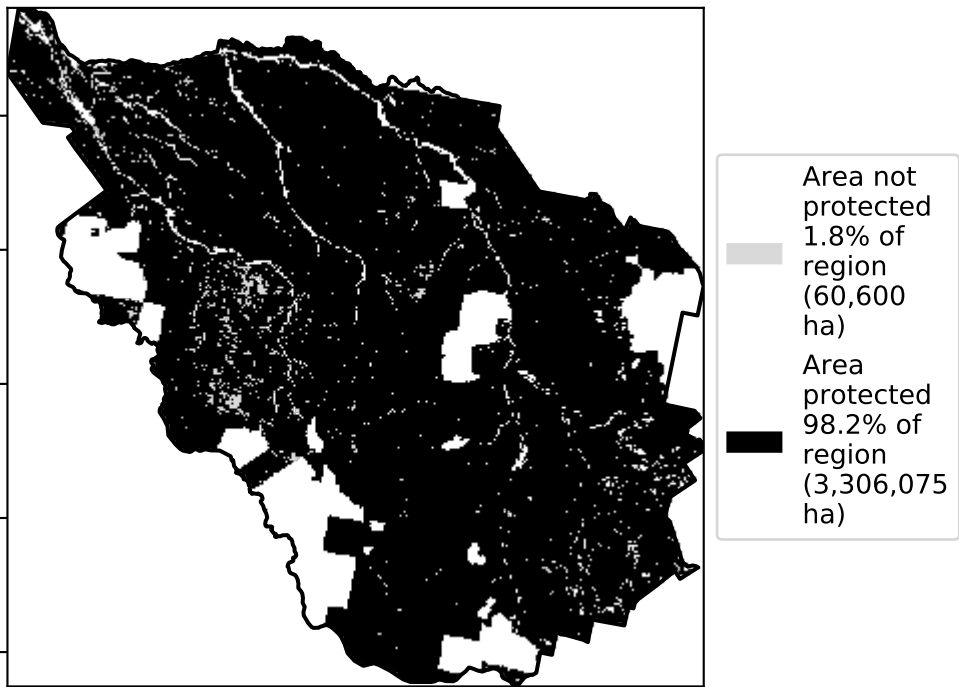 Area not
protected
1.8% of
region
(60,600
ha)
Area
protected
98.2% of
region
(3,306,075
ha)